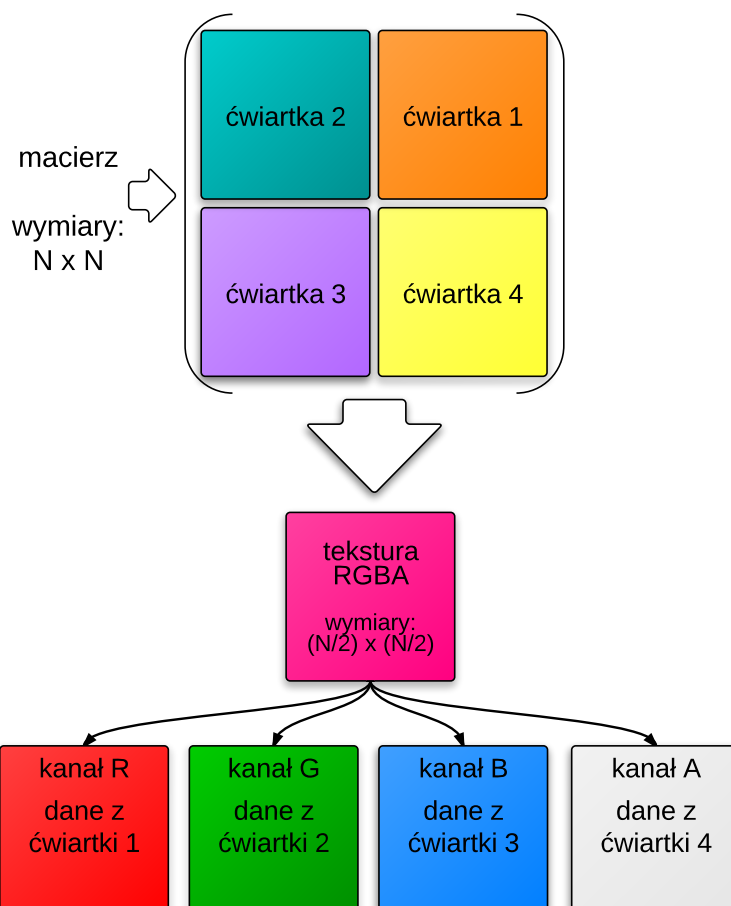 ćwiartka 2
ćwiartka 1
macierz
wymiary:
N x N
ćwiartka 3
ćwiartka 4
tekstura
RGBA
wymiary:
(N/2) x (N/2)
kanał R
dane z
ćwiartki 1
kanał G
dane z
ćwiartki 2
kanał B
dane z
ćwiartki 3
kanał A
dane z
ćwiartki 4